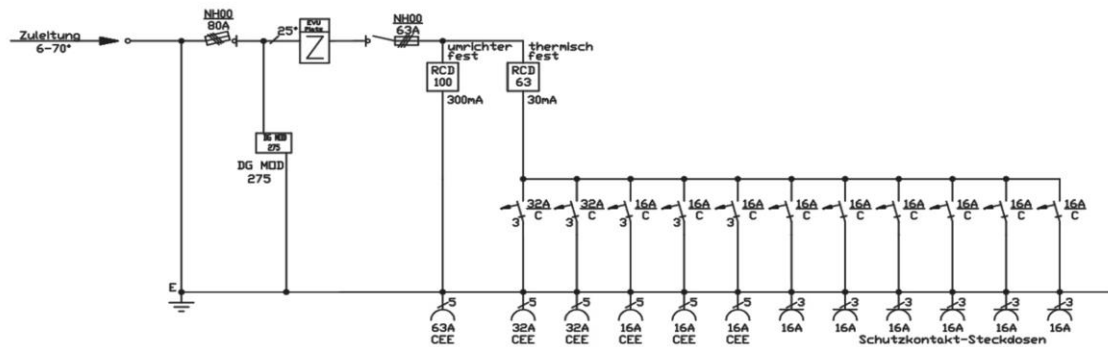 Zuleitung
6-70°
NH00
80A
25°
EVU
Platz
Z
NH00
63A
umrichter
fest
RCD
100
300mA
thermisch
fest
RCD
63
30mA
DG MOD
275
DG MOD
275
32A
C
3
32A
C
3
16A
C
3
16A
C
3
16A
C
3
16A
C
16A
C
16A
C
16A
C
16A
C
16A
C
E
5
63A
CEE
5
32A
CEE
5
32A
CEE
5
16A
CEE
5
16A
CEE
5
16A
CEE
3
16A
3
16A
3
16A
3
16A
3
16A
3
16A
Schutzkontakt-Steckdosen